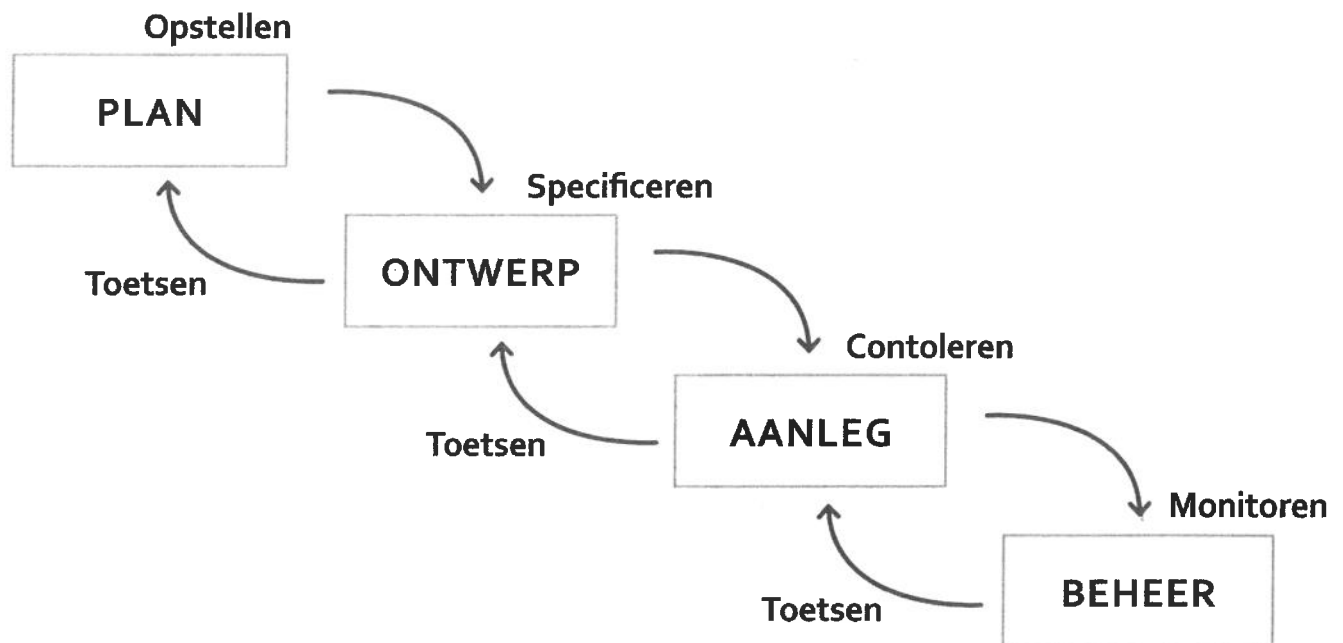 Opstellen
PLAN
Specificeren
ONTWERP
Toetsen
Contoleren
AANLEG
Toetsen
Monitoren
BEHEER
Toetsen